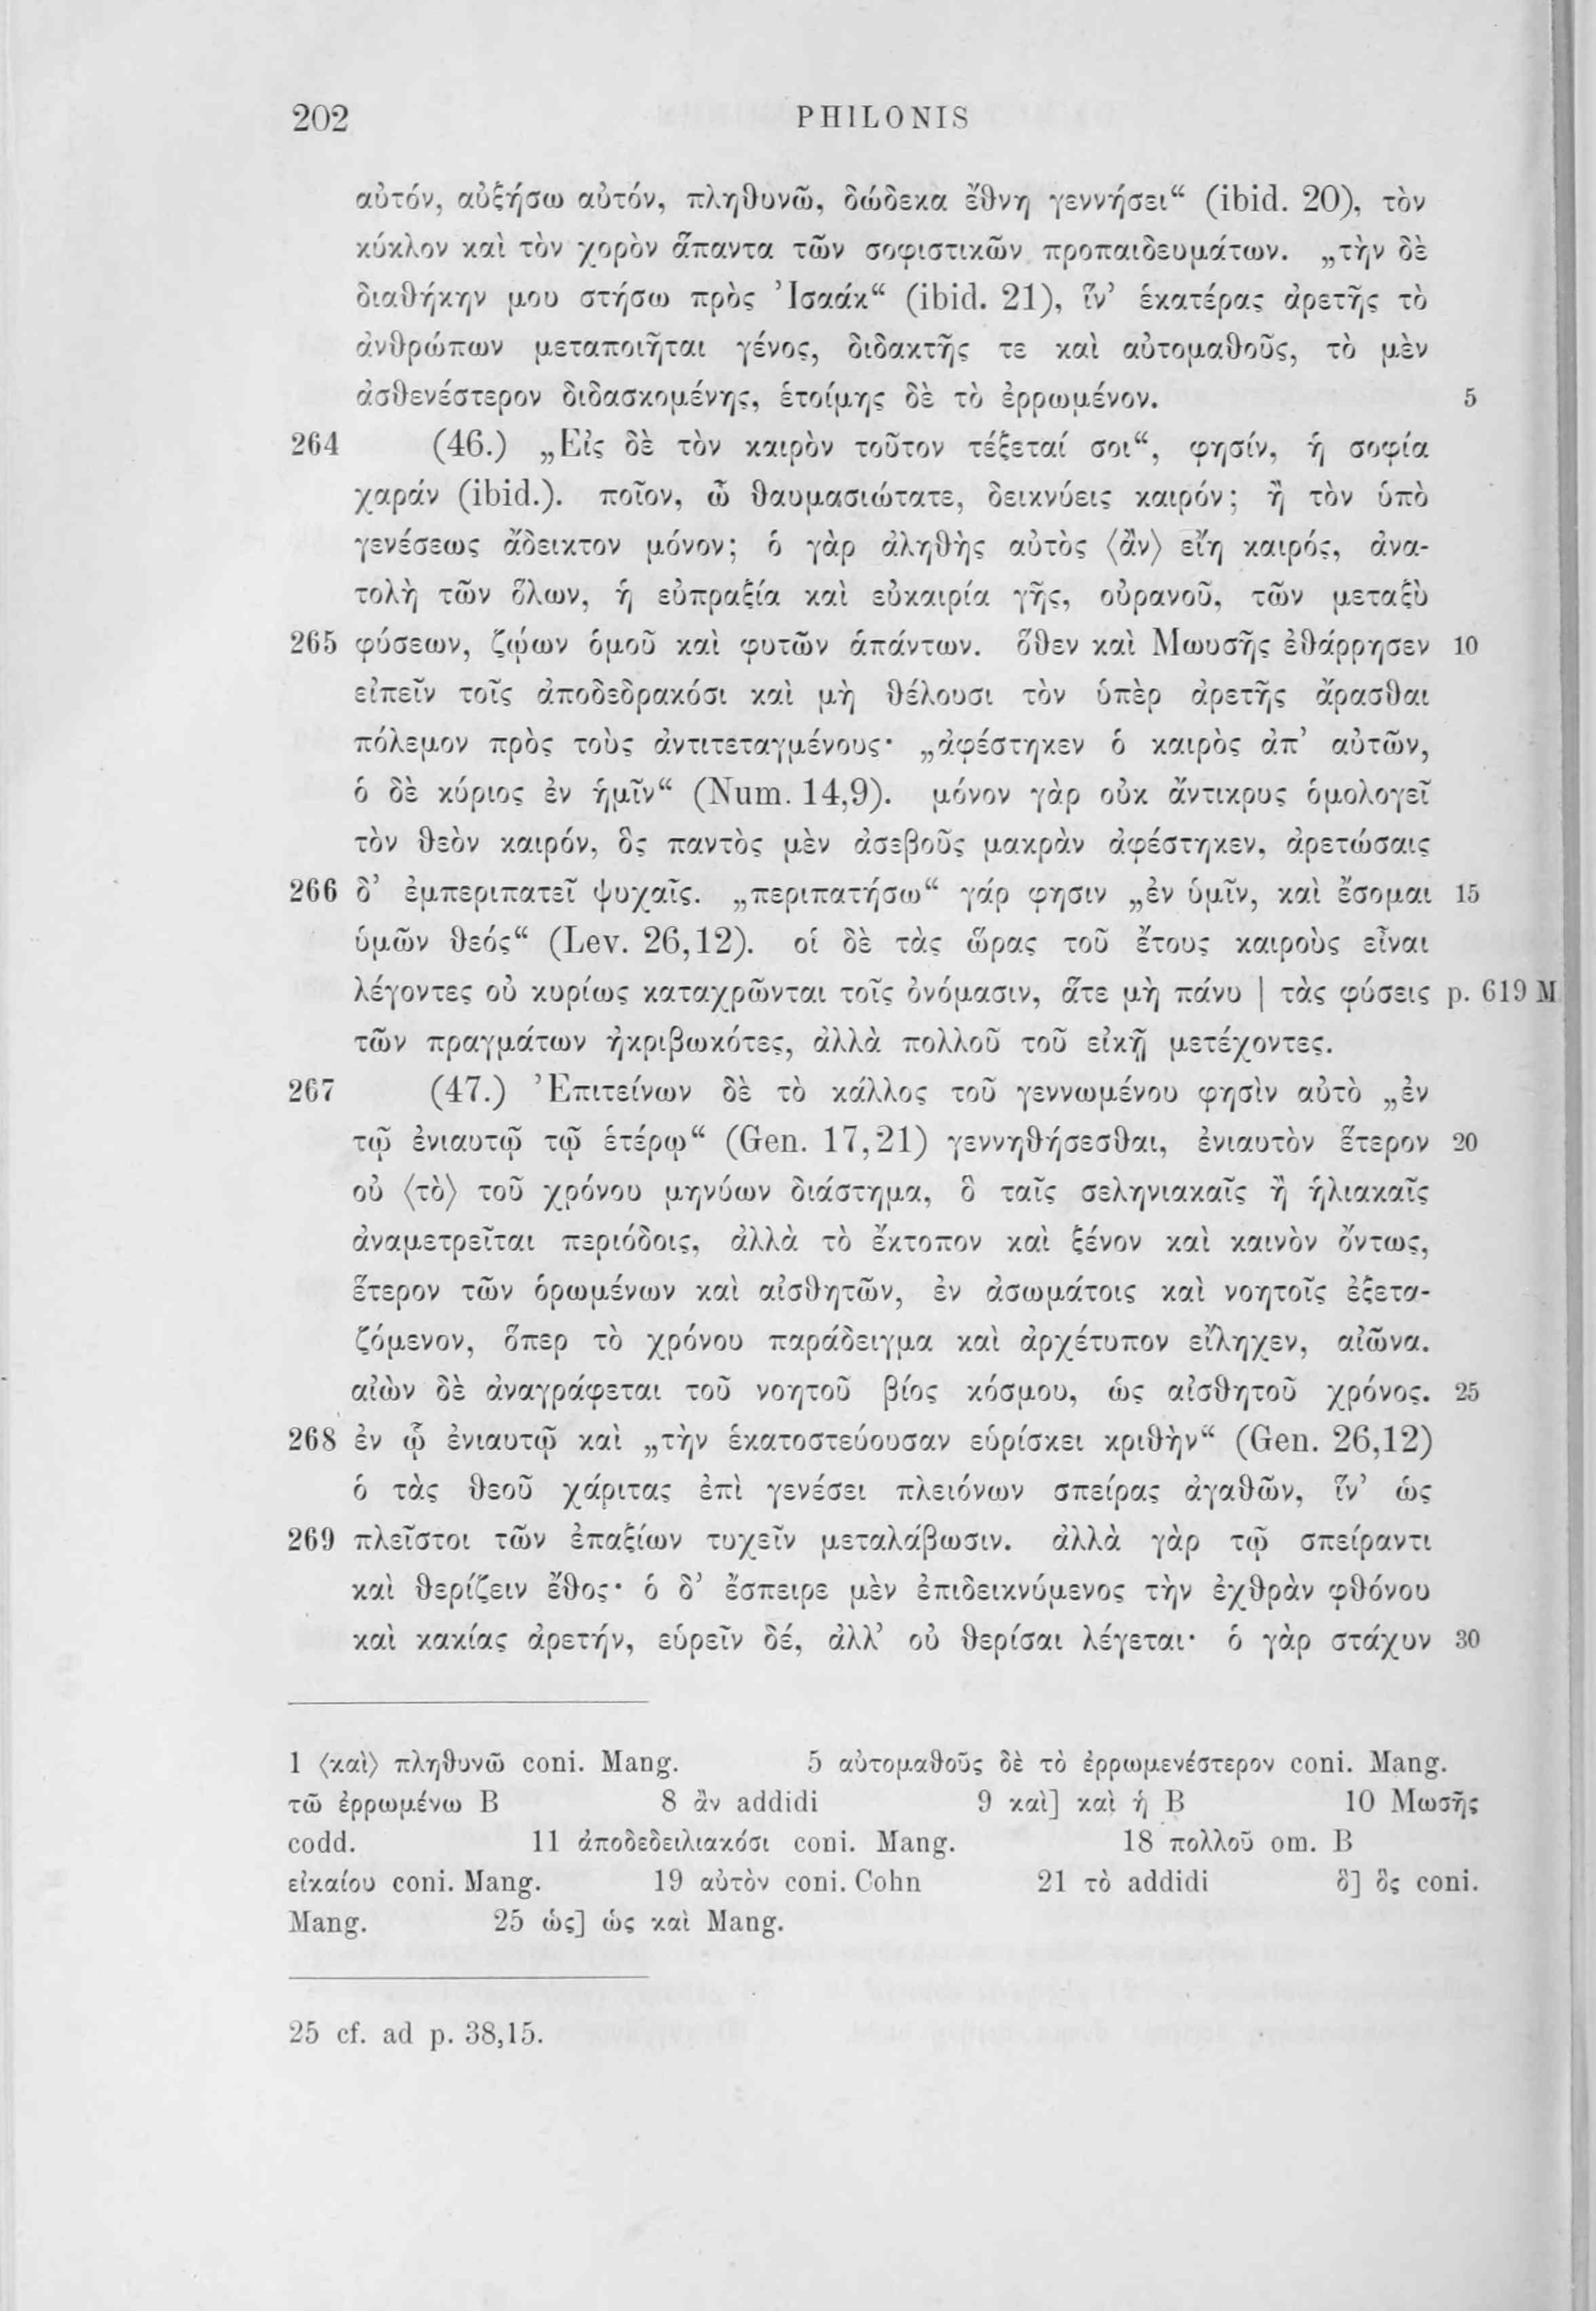 202 PHILONIS
αὐτόν, αὐξήσω αὐτόν, πληθυνῶ, δώδεκα ἔθνη γεννήσει“ (ibid. 20), τὸν
κύκλον καὶ τὸν χορὸν ἅπαντα τῶν σοφιστικῶν προπαιδευμάτων. „τὴν δὲ
διαθήκην μου στήσω πρὸς Ἰσαάκ“ (ibid. 21), ἵν’ ἑκατέρας ἀρετῆς τὸ
ἀνθρώπων μεταποιῆται γένος, διδακτῆς τε καὶ αὐτομαθοῦς, τὸ μὲν
ἀσθενέστερον διδασκομένης, ἑτοίμης δὲ τὸ ἐρρωμένον. 5
264 (46.) „Εἰς δὲ τὸν καιρὸν τοῦτον τέξεταί σοι“, φησίν, ἡ σοφία
χαράν (ibid.). ποῖον, ὦ θαυμασιώτατε, δεικνύεις καιρόν; ἢ τὸν ὑπὸ
γενέσεως ἄδεικτον μόνον; ὁ γὰρ ἀληθὴς αὐτὸς ⟨ἂν⟩ εἴη καιρός, ἀνα-
τολὴ τῶν ὅλων, ἡ εὐπραξία καὶ εὐκαιρία γῆς, οὐρανοῦ, τῶν μεταξὺ
265 φύσεων, ζῴων ὁμοῦ καὶ φυτῶν ἁπάντων. ὅθεν καὶ Μωυσῆς ἐθάρρησεν 10
εἰπεῖν τοῖς ἀποδεδρακόσι καὶ μὴ θέλουσι τὸν ὑπὲρ ἀρετῆς ἄρασθαι
πόλεμον πρὸς τοὺς ἀντιτεταγμένους· „ἀφέστηκεν ὁ καιρὸς ἀπ’ αὐτῶν,
ὁ δὲ κύριος ἐν ἡμῖν“ (Num. 14,9). μόνον γὰρ οὐκ ἄντικρυς ὁμολογεῖ
τὸν θεὸν καιρόν, ὃς παντὸς μὲν ἀσεβοῦς μακρὰν ἀφέστηκεν, ἀρετώσαις
266 δ’ ἐμπεριπατεῖ ψυχαῖς. „περιπατήσω“ γάρ φησιν „ἐν ὑμῖν, καὶ ἔσομαι 15
ὑμῶν θεός“ (Lev. 26,12). οἱ δὲ τὰς ὥρας τοῦ ἔτους καιροὺς εἶναι
λέγοντες οὐ κυρίως καταχρῶνται τοῖς ὀνόμασιν, ἅτε μὴ πάνυ | τὰς φύσεις p. 619 M
τῶν πραγμάτων ἠκριβωκότες, ἀλλὰ πολλοῦ τοῦ εἰκῇ μετέχοντες.
267 (47.) Ἐπιτείνων δὲ τὸ κάλλος τοῦ γεννωμένου φησὶν αὐτὸ „ἐν
τῷ ἐνιαυτῷ τῷ ἑτέρῳ“ (Gen. 17,21) γεννηθήσεσθαι, ἐνιαυτὸν ἕτερον 20
οὐ ⟨τὸ⟩ τοῦ χρόνου μηνύων διάστημα, ὃ ταῖς σεληνιακαῖς ἢ ἡλιακαῖς
ἀναμετρεῖται περιόδοις, ἀλλὰ τὸ ἔκτοπον καὶ ξένον καὶ καινὸν ὄντως,
ἕτερον τῶν ὁρωμένων καὶ αἰσθητῶν, ἐν ἀσωμάτοις καὶ νοητοῖς ἐξετα-
ζόμενον, ὅπερ τὸ χρόνου παράδειγμα καὶ ἀρχέτυπον εἴληχεν, αἰῶνα.
αἰὼν δὲ ἀναγράφεται τοῦ νοητοῦ βίος κόσμου, ὡς αἰσθητοῦ χρόνος. 25
268 ἐν ᾧ ἐνιαυτῷ καὶ „τὴν ἑκατοστεύουσαν εὑρίσκει κριθὴν“ (Gen. 26,12)
ὁ τὰς θεοῦ χάριτας ἐπὶ γενέσει πλειόνων σπείρας ἀγαθῶν, ἵν’ ὡς
269 πλεῖστοι τῶν ἐπαξίων τυχεῖν μεταλάβωσιν. ἀλλὰ γὰρ τῷ σπείραντι
καὶ θερίζειν ἔθος· ὁ δ’ ἔσπειρε μὲν ἐπιδεικνύμενος τὴν ἐχθρὰν φθόνου
καὶ κακίας ἀρετήν, εὑρεῖν δέ, ἀλλ’ οὐ θερίσαι λέγεται· ὁ γὰρ στάχυν 30
1 ⟨καὶ⟩ πληθυνῶ coni. Mang. 5 αὐτομαθοῦς δὲ τὸ ἐρρωμενέστερον coni. Mang.
τῶ ἐρρωμένω B 8 ἂν addidi 9 καὶ] καὶ ἡ B 10 Μωσῆς
codd. 11 ἀποδεδειλιακόσι coni. Mang. 18 πολλοῦ om. B
εἰκαίου coni. Mang. 19 αὐτὸν coni. Cohn 21 τὸ addidi ὃ] ὃς coni.
Mang. 25 ὡς] ὡς καὶ Mang.
25 cf. ad p. 38,15.